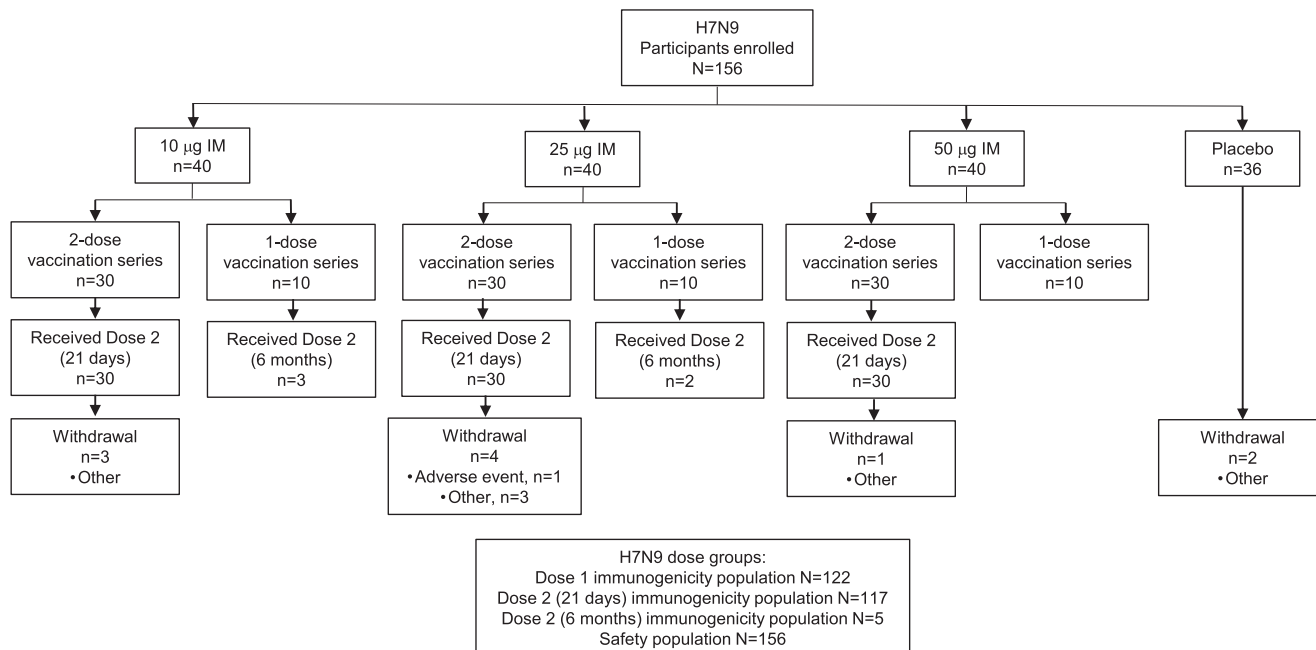 H7N9
Participants enrolled
N=156
10 μg IM
n=40
25 μg IM
n=40
50 μg IM
n=40
Placebo
n=36
2-dose
vaccination series
n=30
1-dose
vaccination series
n=10
2-dose
vaccination series
n=30
1-dose
vaccination series
n=10
2-dose
vaccination series
n=30
1-dose
vaccination series
n=10
Received Dose 2
(21 days)
n=30
Received Dose 2
(6 months)
n=3
Received Dose 2
(21 days)
n=30
Received Dose 2
(6 months)
n=2
Received Dose 2
(21 days)
n=30
Withdrawal
n=3
•Other
Withdrawal
n=4
•Adverse event, n=1
•Other, n=3
Withdrawal
n=1
•Other
Withdrawal
n=2
•Other
H7N9 dose groups:
Dose 1 immunogenicity population N=122
Dose 2 (21 days) immunogenicity population N=117
Dose 2 (6 months) immunogenicity population N=5
Safety population N=156